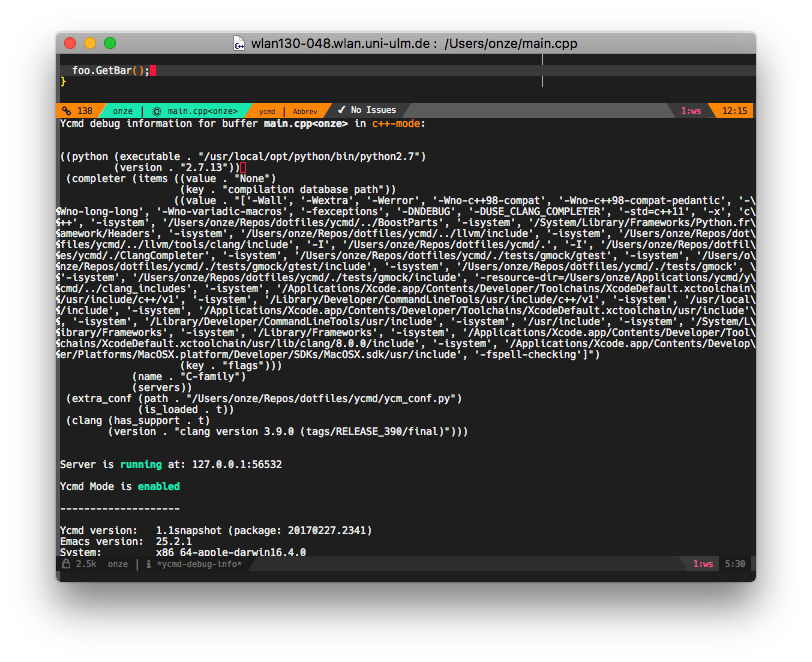 wlan130-048.wlan.uni-ulm.de : /Users/onze/main.cpp
foo.GetBar();
}
138 onze | main.cpp<onze> ycmd | Abbrev ✓ No Issues 1:ws 12:15
Ycmd debug information for buffer main.cpp<onze> in c++-mode:
((python (executable . "/usr/local/opt/python/bin/python2.7")
(version . "2.7.13"))
(completer (items ((value . "None")
(key . "compilation database path"))
((value . "['-Wall', '-Wextra', '-Werror', '-Wno-c++98-compat', '-Wno-c++98-compat-pedantic', '-\
Wno-long-long', '-Wno-variadic-macros', '-fexceptions', '-DNDEBUG', '-DUSE_CLANG_COMPLETER', '-std=c++11', '-x', 'c\
++', '-isystem', '/Users/onze/Repos/dotfiles/ycmd/../BoostParts', '-isystem', '/System/Library/Frameworks/Python.fr\
amework/Headers', '-isystem', '/Users/onze/Repos/dotfiles/ycmd/../llvm/include', '-isystem', '/Users/onze/Repos/dot\
files/ycmd/../llvm/tools/clang/include', '-I', '/Users/onze/Repos/dotfiles/ycmd/.', '-I', '/Users/onze/Repos/dotfil\
es/ycmd/./ClangCompleter', '-isystem', '/Users/onze/Repos/dotfiles/ycmd/./tests/gmock/gtest', '-isystem', '/Users/o\
nze/Repos/dotfiles/ycmd/./tests/gmock/gtest/include', '-isystem', '/Users/onze/Repos/dotfiles/ycmd/./tests/gmock', \
'-isystem', '/Users/onze/Repos/dotfiles/ycmd/./tests/gmock/include', '-resource-dir=/Users/onze/Applications/ycmd/y\
cmd/../clang_includes', '-isystem', '/Applications/Xcode.app/Contents/Developer/Toolchains/XcodeDefault.xctoolchain\
/usr/include/c++/v1', '-isystem', '/Library/Developer/CommandLineTools/usr/include/c++/v1', '-isystem', '/usr/local\
/include', '-isystem', '/Applications/Xcode.app/Contents/Developer/Toolchains/XcodeDefault.xctoolchain/usr/include'\
, '-isystem', '/Library/Developer/CommandLineTools/usr/include', '-isystem', '/usr/include', '-isystem', '/System/L\
ibrary/Frameworks', '-isystem', '/Library/Frameworks', '-isystem', '/Applications/Xcode.app/Contents/Developer/Tool\
chains/XcodeDefault.xctoolchain/usr/lib/clang/8.0.0/include', '-isystem', '/Applications/Xcode.app/Contents/Develop\
er/Platforms/MacOSX.platform/Developer/SDKs/MacOSX.sdk/usr/include', '-fspell-checking']")
(key . "flags")))
(name . "C-family")
(servers))
(extra_conf (path . "/Users/onze/Repos/dotfiles/ycmd/ycm_conf.py")
(is_loaded . t))
(clang (has_support . t)
(version . "clang version 3.9.0 (tags/RELEASE_390/final)")))
Server is running at: 127.0.0.1:56532
Ycmd Mode is enabled
--------------------
Ycmd version: 1.1snapshot (package: 20170227.2341)
Emacs version: 25.2.1
System: x86_64-apple-darwin16.4.0
2.5k onze | i *ycmd-debug-info* 1:ws 5:30